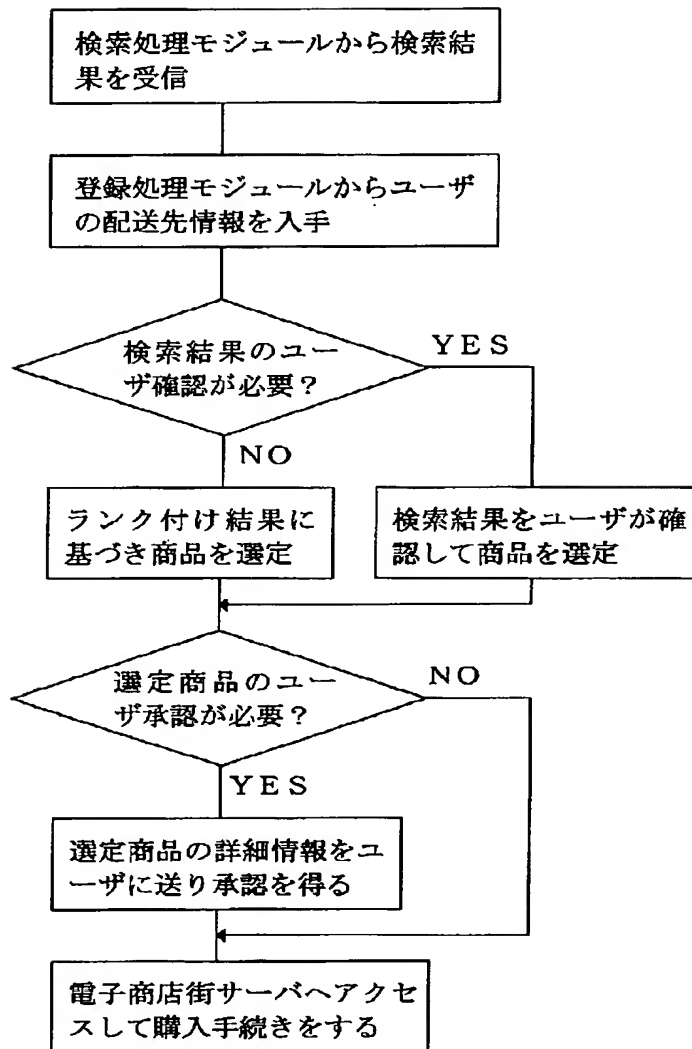 検索処理モジュールから検索結
果を受信
登録処理モジュールからユーザ
の配送先情報を入手
検索結果のユー
ザ確認が必要?
YES
NO
ランク付け結果に
基づき商品を選定
検索結果をユーザが確
認して商品を選定
選定商品のユー
ザ承認が必要?
NO
YES
選定商品の詳細情報をユ
ーザに送り承認を得る
電子商店街サーバへアクセ
スして購入手続きをする